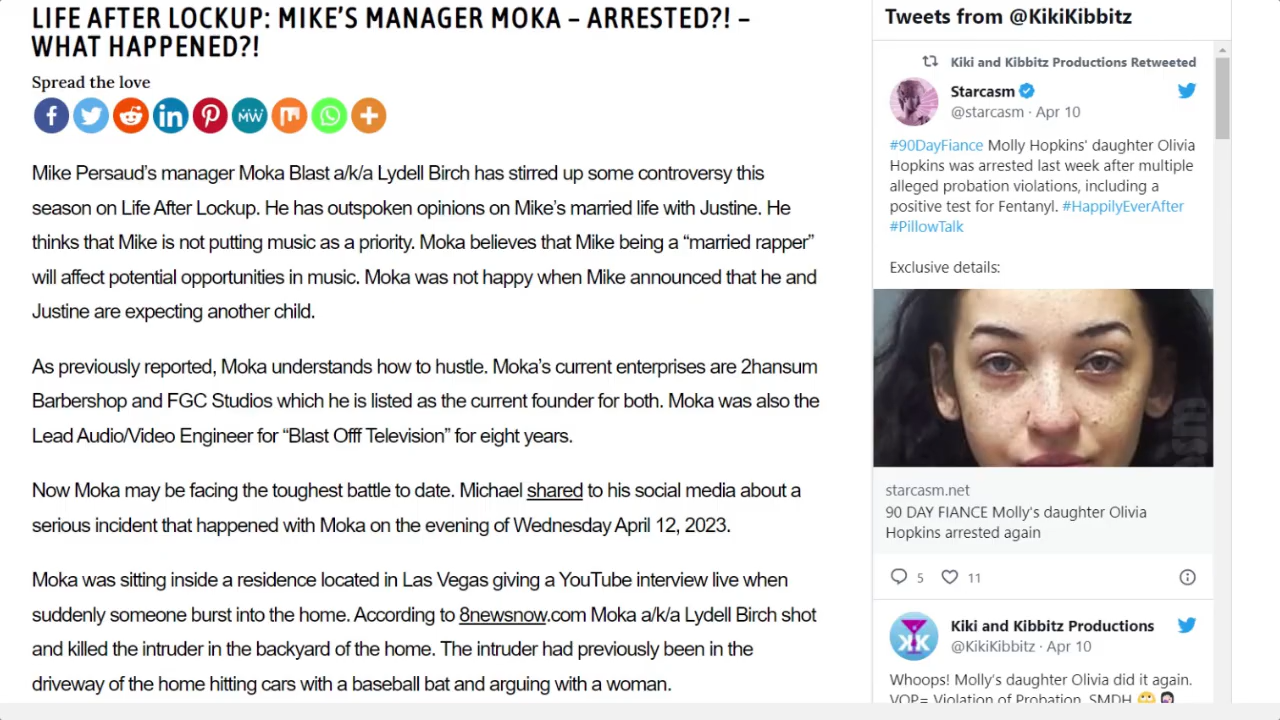 LIFE AFTER LOCKUP: MIKE'S MANAGER MOKA – ARRESTED?! –
WHAT HAPPENED?!
Spread the love
Mike Persaud's manager Moka Blast a/k/a Lydell Birch has stirred up some controversy this
season on Life After Lockup. He has outspoken opinions on Mike's married life with Justine. He
thinks that Mike is not putting music as a priority. Moka believes that Mike being a “married rapper”
will affect potential opportunities in music. Moka was not happy when Mike announced that he and
Justine are expecting another child.
As previously reported, Moka understands how to hustle. Moka's current enterprises are 2hansum
Barbershop and FGC Studios which he is listed as the current founder for both. Moka was also the
Lead Audio/Video Engineer for “Blast Offf Television” for eight years.
Now Moka may be facing the toughest battle to date. Michael shared to his social media about a
serious incident that happened with Moka on the evening of Wednesday April 12, 2023.
Moka was sitting inside a residence located in Las Vegas giving a YouTube interview live when
suddenly someone burst into the home. According to 8newsnow.com Moka a/k/a Lydell Birch shot
and killed the intruder in the backyard of the home. The intruder had previously been in the
driveway of the home hitting cars with a baseball bat and arguing with a woman.
Tweets from @KikiKibbitz
Kiki and Kibbitz Productions Retweeted
Starcasm
@starcasm · Apr 10
#90DayFiance Molly Hopkins' daughter Olivia
Hopkins was arrested last week after multiple
alleged probation violations, including a
positive test for Fentanyl. #HappilyEverAfter
#PillowTalk
Exclusive details:
starcasm.net
90 DAY FIANCE Molly's daughter Olivia
Hopkins arrested again
5 11
Kiki and Kibbitz Productions
@KikiKibbitz · Apr 10
Whoops! Molly's daughter Olivia did it again.
VOP= Violation of Probation. SMDH